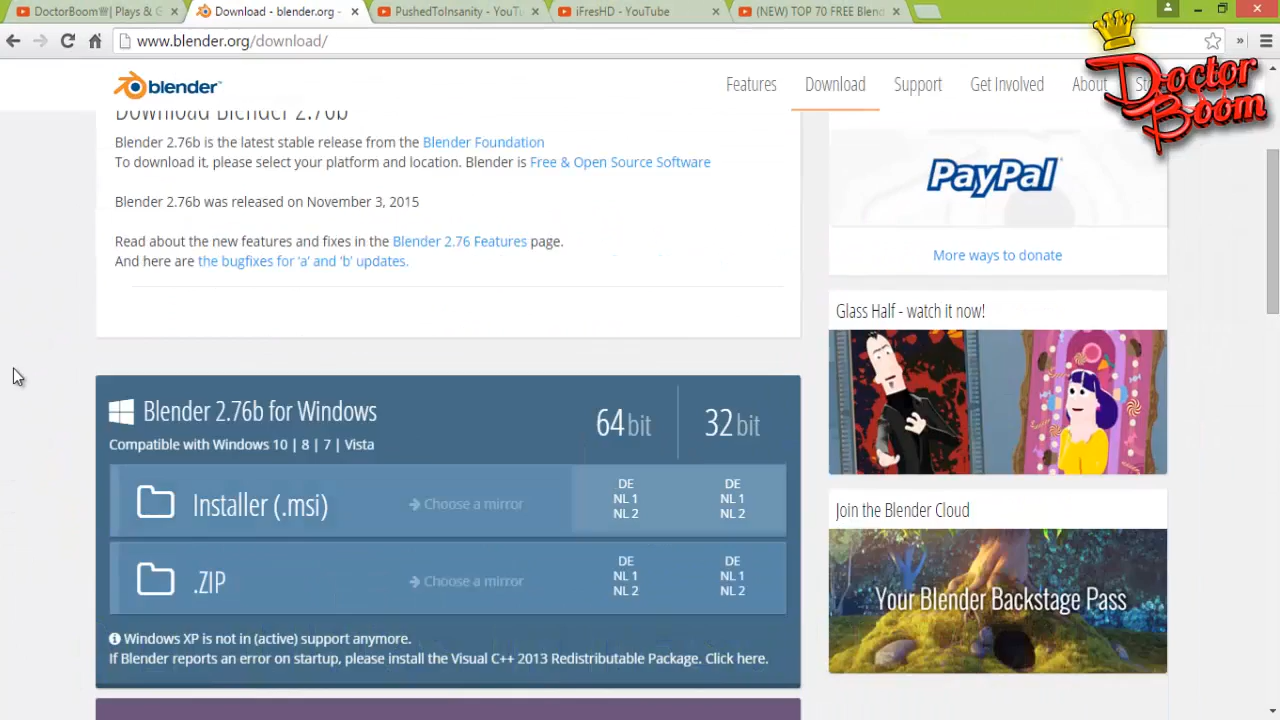 DoctorBoom♕| Plays & G
Download - blender.org -
PushedToInsanity - YouTu
iFresHD - YouTube
(NEW) TOP 70 FREE Blend
www.blender.org/download/
blender
Features
Download
Support
Get Involved
About
Doctor
Boom
Download Blender 2.76b
Blender 2.76b is the latest stable release from the Blender Foundation
To download it, please select your platform and location. Blender is Free & Open Source Software
Blender 2.76b was released on November 3, 2015
Read about the new features and fixes in the Blender 2.76 Features page.
And here are the bugfixes for 'a' and 'b' updates.
PayPal
More ways to donate
Glass Half - watch it now!
Blender 2.76b for Windows
Compatible with Windows 10 | 8 | 7 | Vista
64 bit
32 bit
Installer (.msi)
Choose a mirror
DE
NL 1
NL 2
DE
NL 1
NL 2
.ZIP
Choose a mirror
DE
NL 1
NL 2
DE
NL 1
NL 2
Windows XP is not in (active) support anymore.
If Blender reports an error on startup, please install the Visual C++ 2013 Redistributable Package. Click here.
Join the Blender Cloud
Your Blender Backstage Pass